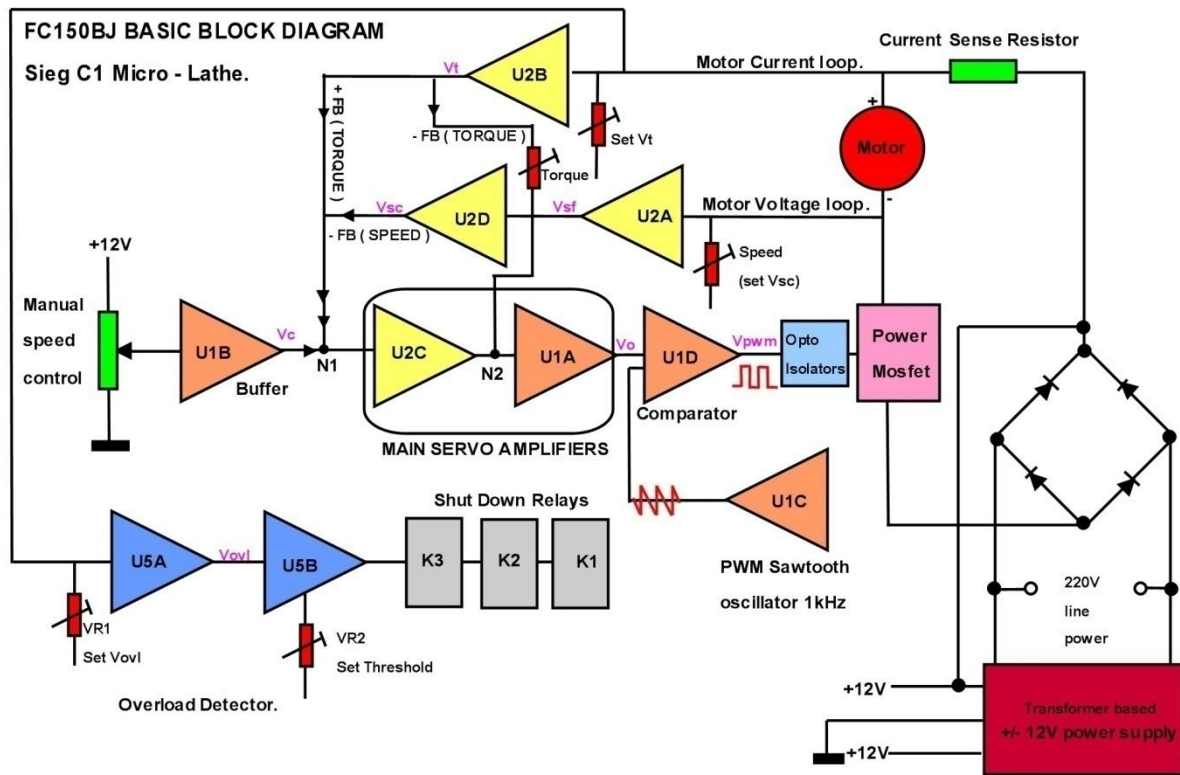 FC150BJ BASIC BLOCK DIAGRAM
Sieg C1 Micro - Lathe.
Current Sense Resistor
Motor Current loop.
Vt
U2B
+ FB ( TORQUE )
- FB ( TORQUE )
Set Vt
Torque
+
Motor
-
Motor Voltage loop.
Vsc
U2D
Vsf
U2A
- FB ( SPEED )
Speed
(set Vsc)
+12V
Manual
speed
control
U1B
Buffer
Vc
N1
U2C
N2
U1A
Vo
U1D
Comparator
Vpwm
Opto
Isolators
Power
Mosfet
MAIN SERVO AMPLIFIERS
Shut Down Relays
U5A
Vovl
U5B
K3
K2
K1
U1C
PWM Sawtooth
oscillator 1kHz
VR1
Set Vovl
VR2
Set Threshold
Overload Detector.
220V
line
power
+12V
+12V
Transformer based
+/- 12V power supply